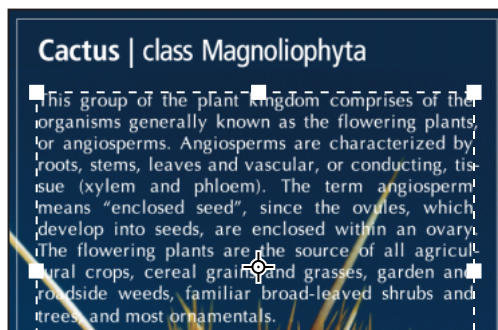 Cactus | class Magnoliophyta
This group of the plant kingdom comprises of the
organisms generally known as the flowering plants,
or angiosperms. Angiosperms are characterized by
roots, stems, leaves and vascular, or conducting, tis-
sue (xylem and phloem). The term angiosperm
means “enclosed seed”, since the ovules, which
develop into seeds, are enclosed within an ovary.
The flowering plants are the source of all agricul-
tural crops, cereal grains and grasses, garden and
roadside weeds, familiar broad-leaved shrubs and
trees, and most ornamentals.